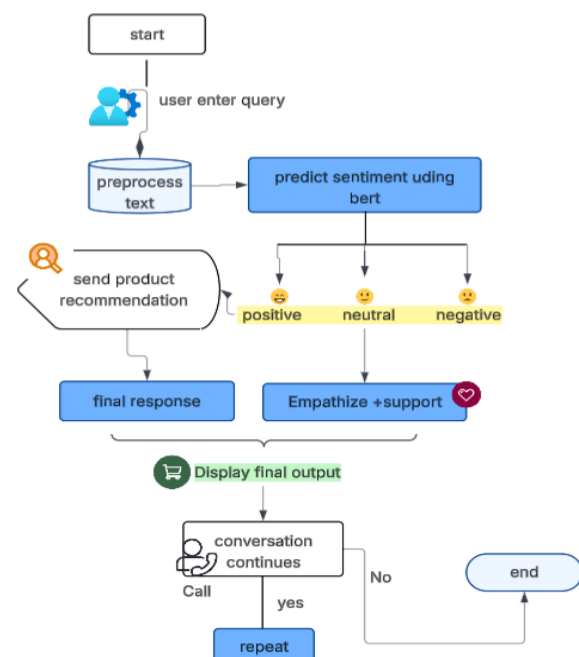 start
user enter query
preprocess
text
predict sentiment uding
bert
send product
recommendation
positive
neutral
negative
final response
Empathize +support
Display final output
conversation
continues
Call
No
end
yes
repeat